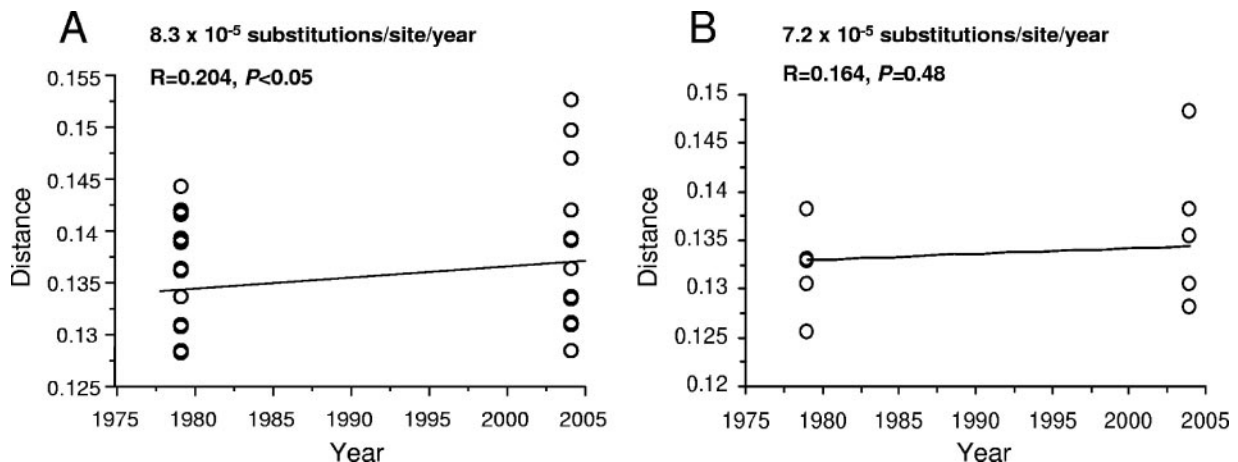 A
8.3 x 10⁻⁵ substitutions/site/year
R=0.204, P<0.05
0.155
0.15
0.145
0.14
0.135
0.13
0.125
Distance
1975 1980 1985 1990 1995 2000 2005
Year
B
7.2 x 10⁻⁵ substitutions/site/year
R=0.164, P=0.48
0.15
0.145
0.14
0.135
0.13
0.125
0.12
Distance
1975 1980 1985 1990 1995 2000 2005
Year